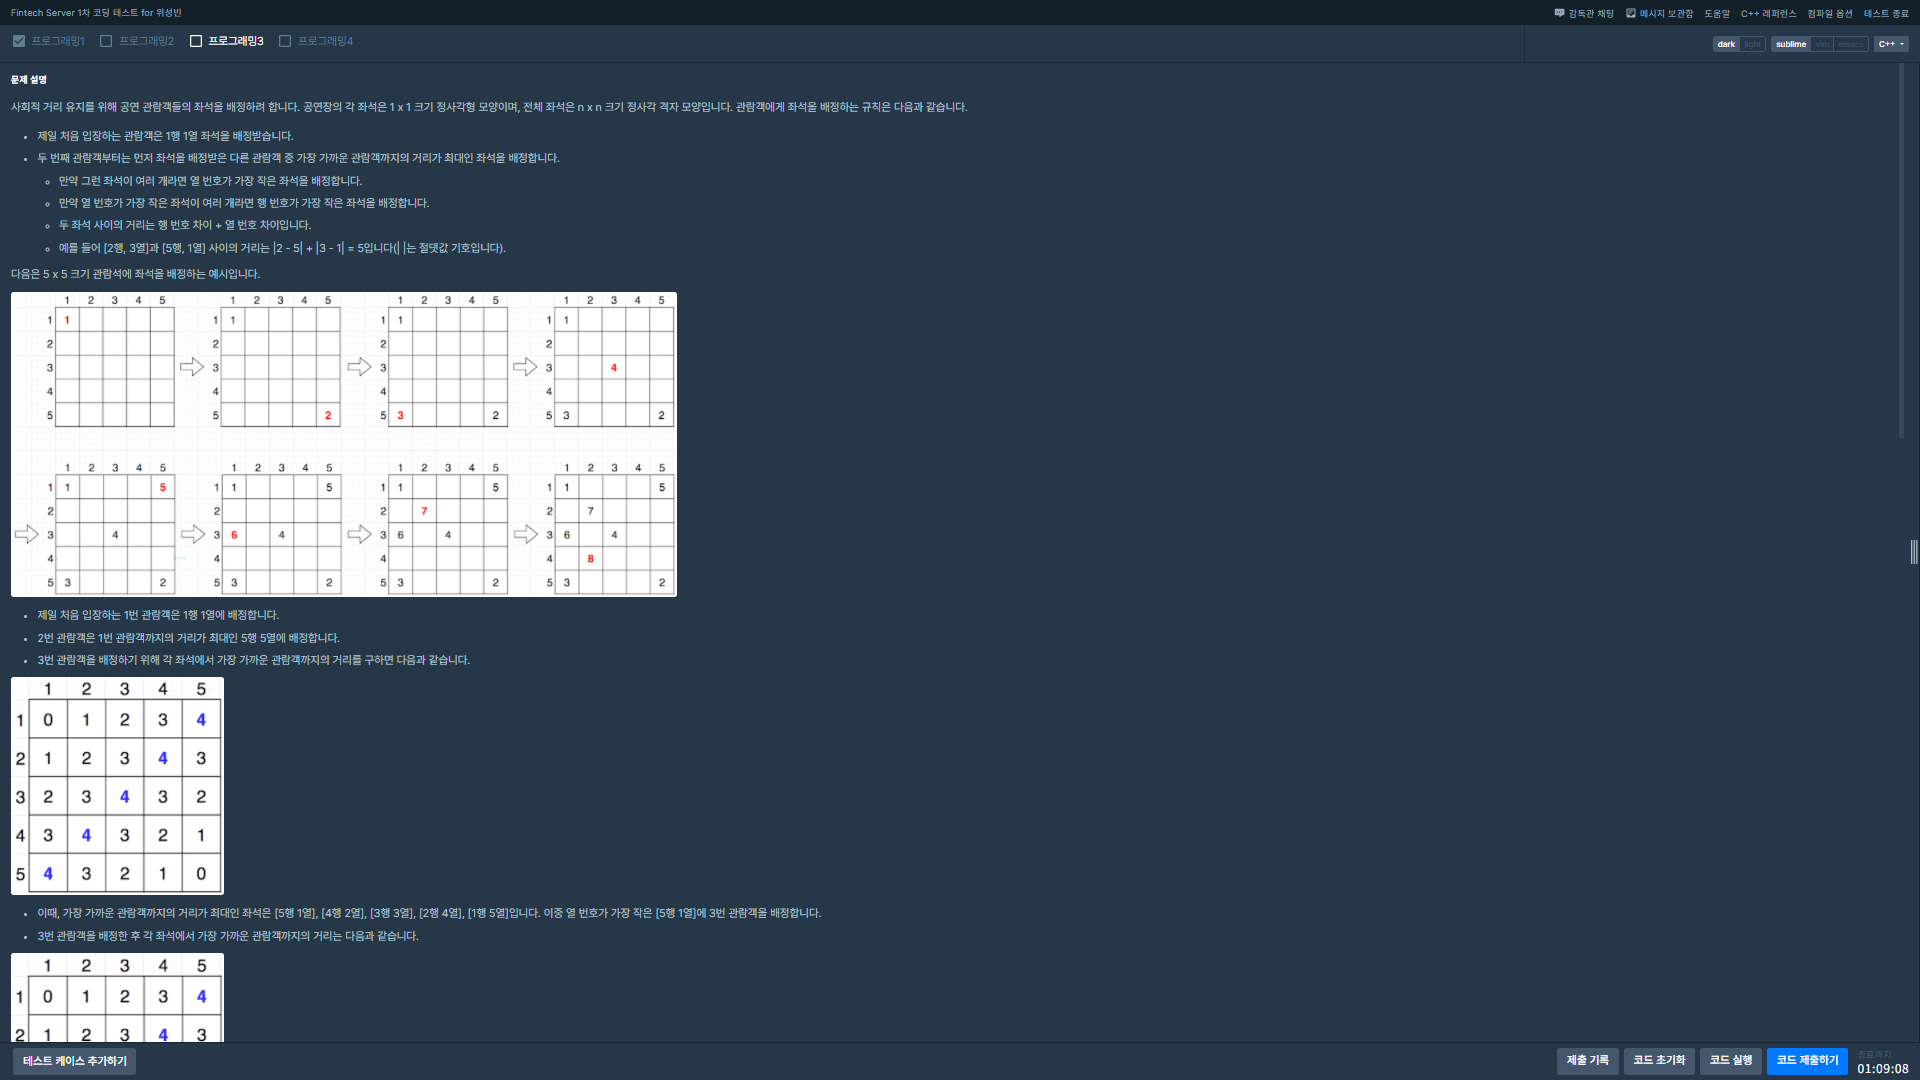 Fintech Server 1차 코딩 테스트 for 위성빈
감독관 채팅 메시지 보관함 도움말 C++ 레퍼런스 컴파일 옵션 테스트 종료
프로그래밍1 프로그래밍2 프로그래밍3 프로그래밍4
dark light sublime vim emacs C++
문제 설명
사회적 거리 유지를 위해 공연 관람객들의 좌석을 배정하려 합니다. 공연장의 각 좌석은 1 x 1 크기 정사각형 모양이며, 전체 좌석은 n x n 크기 정사각 격자 모양입니다. 관람객에게 좌석을 배정하는 규칙은 다음과 같습니다.
제일 처음 입장하는 관람객은 1행 1열 좌석을 배정받습니다.
두 번째 관람객부터는 먼저 좌석을 배정받은 다른 관람객 중 가장 가까운 관람객까지의 거리가 최대인 좌석을 배정합니다.
만약 그런 좌석이 여러 개라면 열 번호가 가장 작은 좌석을 배정합니다.
만약 열 번호가 가장 작은 좌석이 여러 개라면 행 번호가 가장 작은 좌석을 배정합니다.
두 좌석 사이의 거리는 행 번호 차이 + 열 번호 차이입니다.
예를 들어 [2행, 3열]과 [5행, 1열] 사이의 거리는 |2 - 5| + |3 - 1| = 5입니다(| |는 절댓값 기호입니다).
다음은 5 x 5 크기 관람석에 좌석을 배정하는 예시입니다.
1 2 3 4 5 1 2 3 4 5 1 2 3 4 5 1 2 3 4 5
1 1 1 1 1 1 1 1
2 2 2 2
3 3 3 3 4
4 4 4 4
5 5 2 5 3 2 5 3 2
1 2 3 4 5 1 2 3 4 5 1 2 3 4 5 1 2 3 4 5
1 1 5 1 1 5 1 1 5 1 1 5
2 2 2 7 2 7
3 4 3 6 4 3 6 4 3 6 4
4 4 4 4 8
5 3 2 5 3 2 5 3 2 5 3 2
제일 처음 입장하는 1번 관람객은 1행 1열에 배정합니다.
2번 관람객은 1번 관람객까지의 거리가 최대인 5행 5열에 배정합니다.
3번 관람객을 배정하기 위해 각 좌석에서 가장 가까운 관람객까지의 거리를 구하면 다음과 같습니다.
1 2 3 4 5
1 0 1 2 3 4
2 1 2 3 4 3
3 2 3 4 3 2
4 3 4 3 2 1
5 4 3 2 1 0
이때, 가장 가까운 관람객까지의 거리가 최대인 좌석은 [5행 1열], [4행 2열], [3행 3열], [2행 4열], [1행 5열]입니다. 이중 열 번호가 가장 작은 [5행 1열]에 3번 관람객을 배정합니다.
3번 관람객을 배정한 후 각 좌석에서 가장 가까운 관람객까지의 거리는 다음과 같습니다.
1 2 3 4 5
1 0 1 2 3 4
2 1 2 3 4 3
테스트 케이스 추가하기
제출 기록 코드 초기화 코드 실행 코드 제출하기
종료까지
01:09:08